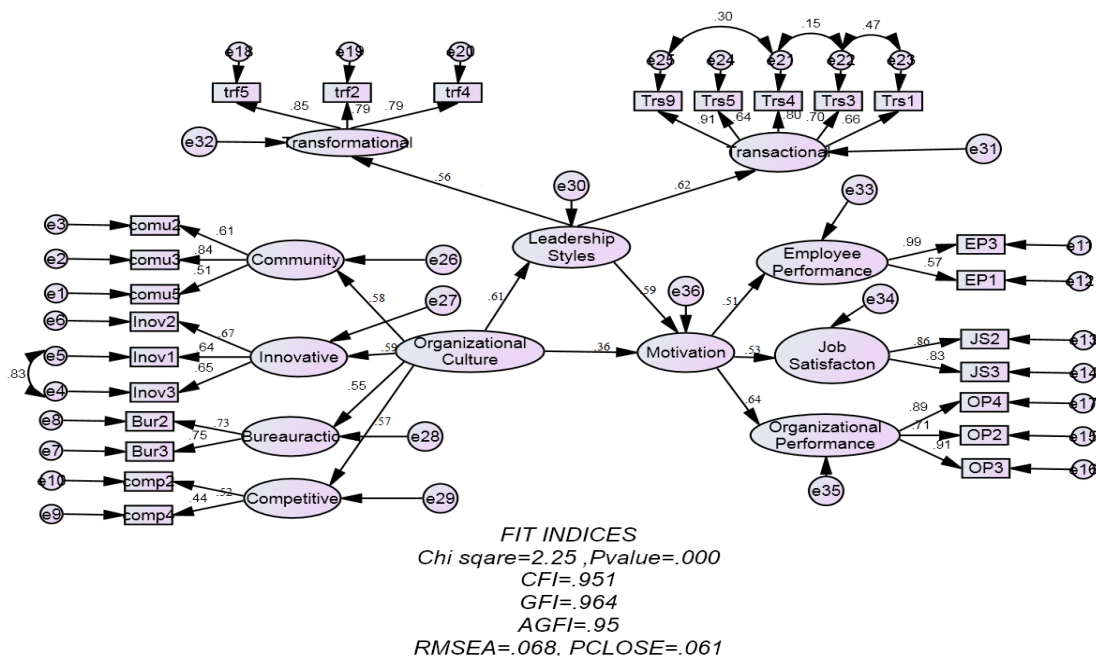 .30
.15
.47
e18
e19
e20
e25
e24
e21
e22
e23
trf5
trf2
trf4
Trs9
Trs5
Trs4
Trs3
Trs1
.85
.79
.79
.91
.64
.80
.70
.66
e32
Transformational
Transactional
e31
.56
.62
e30
e33
e3
comu2
.61
Leadership
Styles
Employee
Performance
.99
EP3
e11
.57
EP1
e12
e2
comu3
.84
Community
e26
e1
comu5
.51
e27
.58
.61
.59
e36
.51
e34
e6
Inov2
.67
e5
Inov1
.64
Innovative
.59
Organizational
Culture
.36
Motivation
.53
Job
Satisfacton
.86
JS2
e13
.83
JS3
e14
.83
e4
Inov3
.65
.55
.57
.64
e8
Bur2
.73
e7
Bur3
.75
Bureauractic
e28
Organizational
Performance
.89
OP4
e17
.71
OP2
e15
.91
OP3
e16
e10
comp2
.52
e9
comp4
.44
Competitive
e29
e35
FIT INDICES
Chi sqare=2.25 ,Pvalue=.000
CFI=.951
GFI=.964
AGFI=.95
RMSEA=.068, PCLOSE=.061